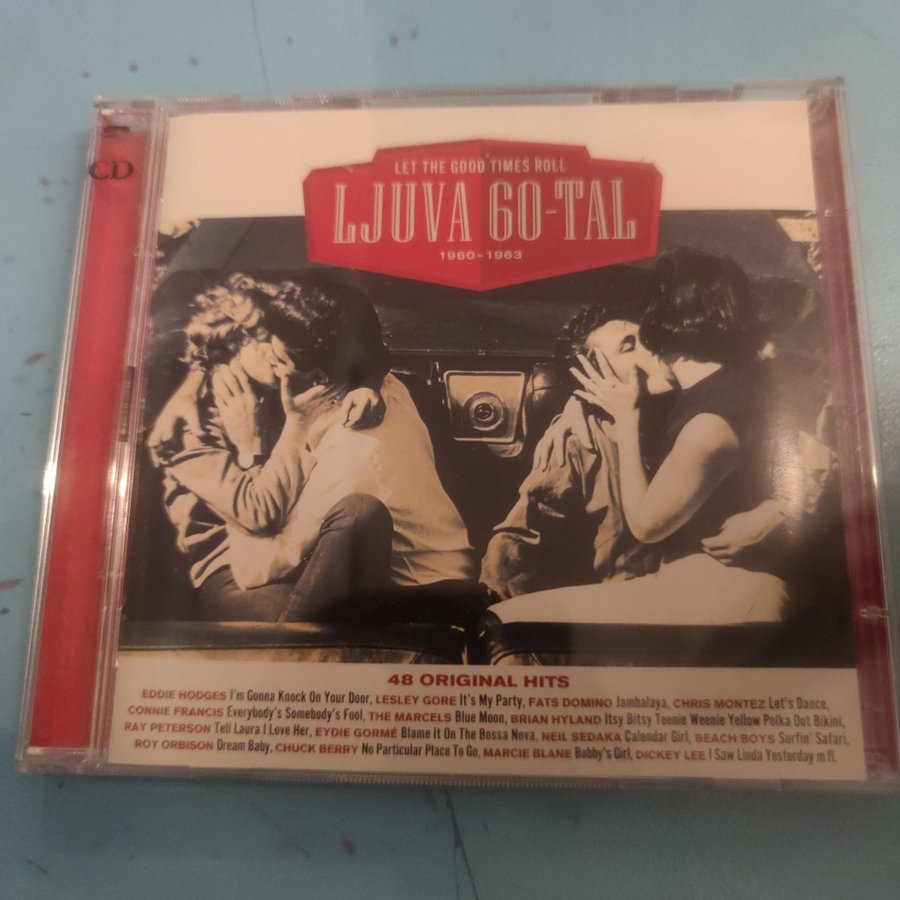 CD
LET THE GOOD TIMES ROLL
LJUVA 60-TAL
1960-1963
48 ORIGINAL HITS
EDDIE HODGES I'm Gonna Knock On Your Door, LESLEY GORE It's My Party, FATS DOMINO Jambalaya, CHRIS MONTEZ Let's Dance,
CONNIE FRANCIS Everybody's Somebody's Fool, THE MARCELS Blue Moon, BRIAN HYLAND Itsy Bitsy Teenie Weenie Yellow Polka Dot Bikini,
RAY PETERSON Tell Laura I Love Her, EYDIE GORMÉ Blame It On The Bossa Nova, NEIL SEDAKA Calendar Girl, BEACH BOYS Surfin' Safari,
ROY ORBISON Dream Baby, CHUCK BERRY No Particular Place To Go, MARCIE BLANE Bobby's Girl, DICKEY LEE I Saw Linda Yesterday m fl.